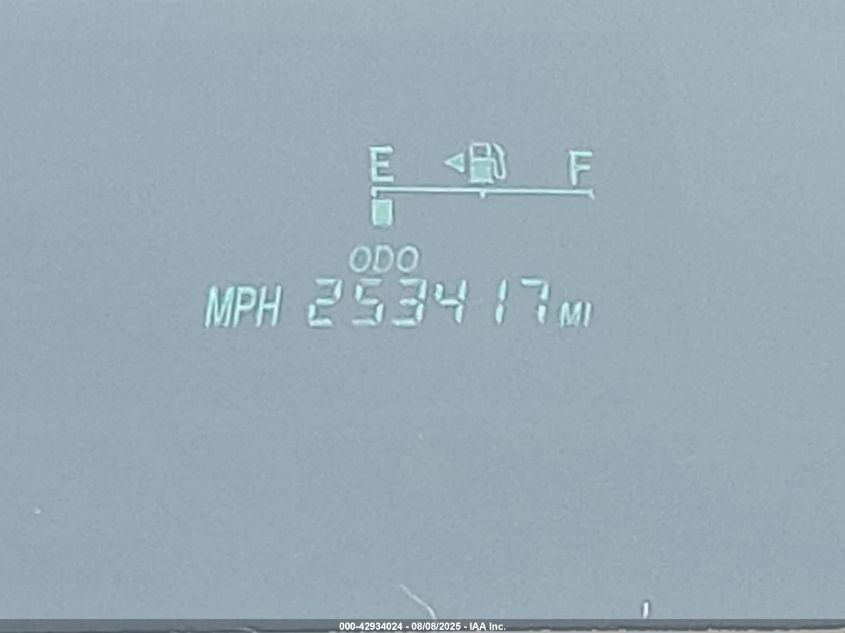 E F
ODO
MPH 253417 MI
000-42934024 - 08/08/2025 - IAA Inc.